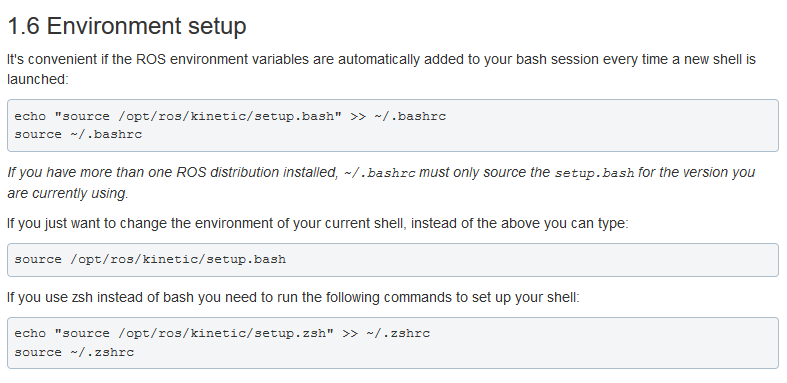 1.6 Environment setup
It's convenient if the ROS environment variables are automatically added to your bash session every time a new shell is
launched:
echo "source /opt/ros/kinetic/setup.bash" >> ~/.bashrc
source ~/.bashrc
If you have more than one ROS distribution installed, ~/.bashrc must only source the setup.bash for the version you
are currently using.
If you just want to change the environment of your current shell, instead of the above you can type:
source /opt/ros/kinetic/setup.bash
If you use zsh instead of bash you need to run the following commands to set up your shell:
echo "source /opt/ros/kinetic/setup.zsh" >> ~/.zshrc
source ~/.zshrc